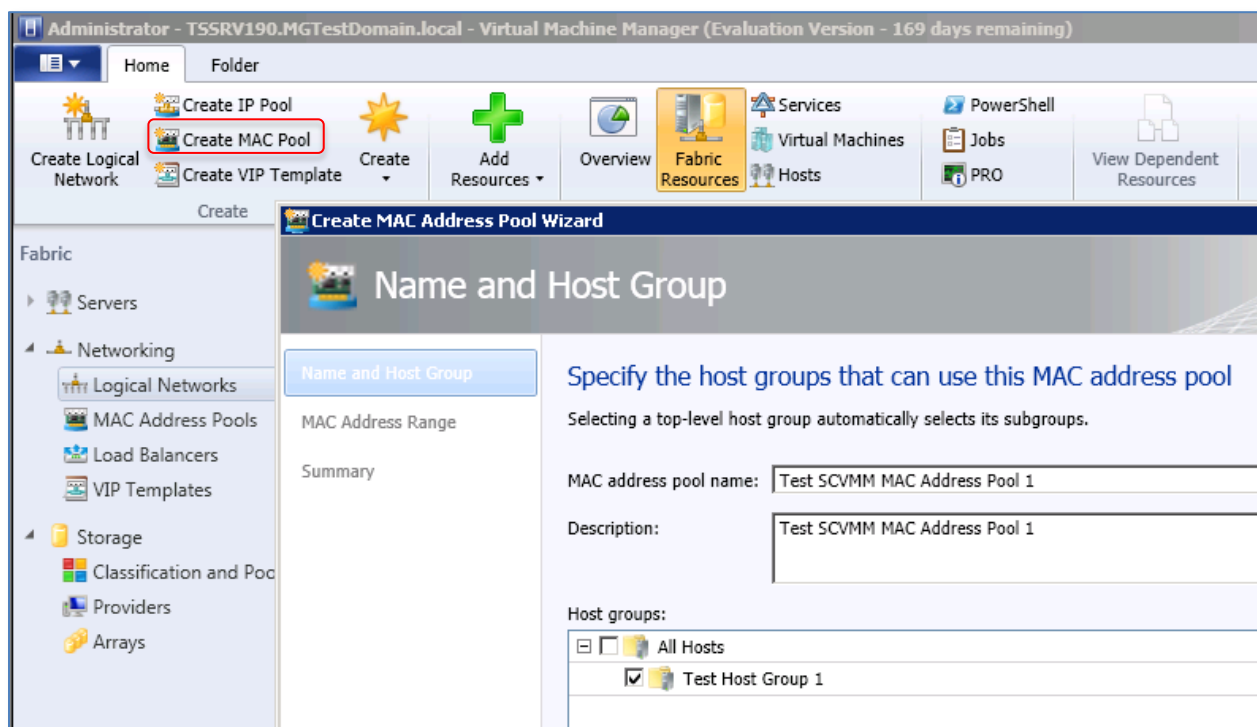 Administrator - TSSRV190.MGTestDomain.local - Virtual Machine Manager (Evaluation Version - 169 days remaining)
Home Folder
Create Logical Network
Create IP Pool
Create MAC Pool
Create VIP Template
Create
Add Resources
Overview
Fabric Resources
Services
Virtual Machines
Hosts
PowerShell
Jobs
PRO
View Dependent Resources
Create
Create MAC Address Pool Wizard
Name and Host Group
Fabric
Servers
Networking
Logical Networks
MAC Address Pools
Load Balancers
VIP Templates
Storage
Classification and Poo
Providers
Arrays
Name and Host Group
MAC Address Range
Summary
Specify the host groups that can use this MAC address pool
Selecting a top-level host group automatically selects its subgroups.
MAC address pool name: Test SCVMM MAC Address Pool 1
Description: Test SCVMM MAC Address Pool 1
Host groups:
All Hosts
Test Host Group 1